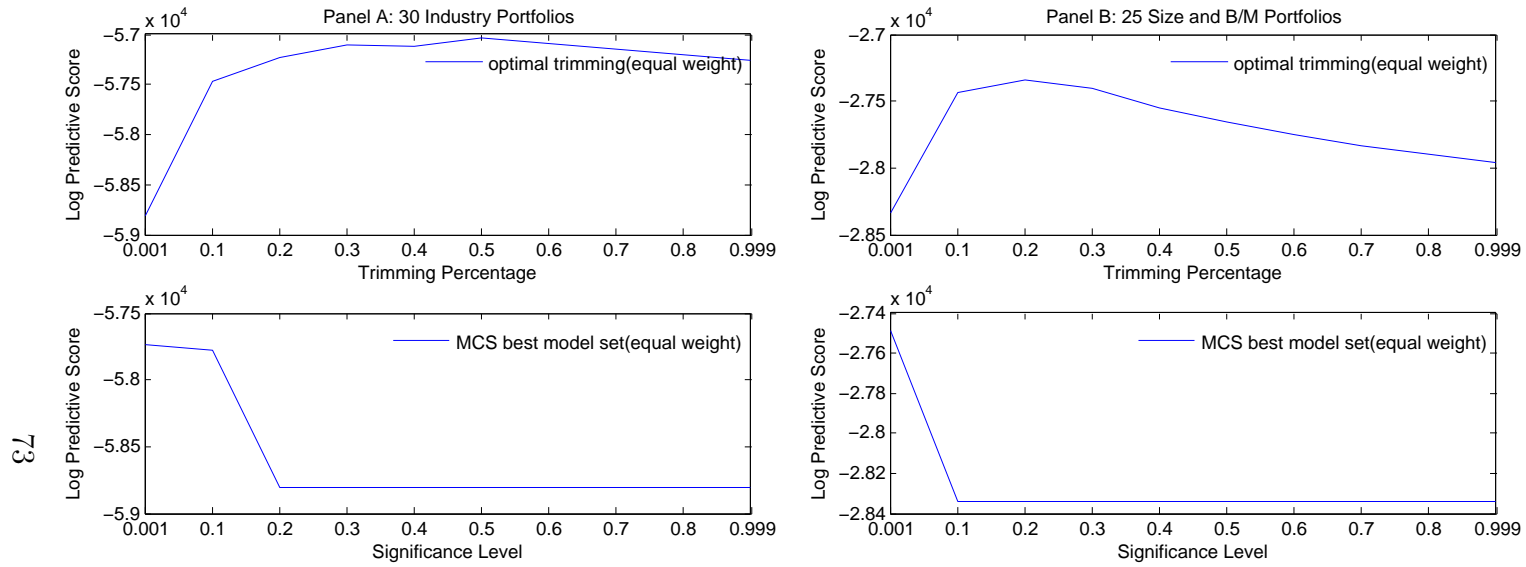 Panel A: 30 Industry Portfolios
x 10⁴
−5.7
−5.75
−5.8
−5.85
−5.9
Log Predictive Score
optimal trimming(equal weight)
0.001 0.1 0.2 0.3 0.4 0.5 0.6 0.7 0.8 0.999
Trimming Percentage
Panel B: 25 Size and B/M Portfolios
x 10⁴
−2.7
−2.75
−2.8
−2.85
Log Predictive Score
optimal trimming(equal weight)
0.001 0.1 0.2 0.3 0.4 0.5 0.6 0.7 0.8 0.999
Trimming Percentage
x 10⁴
−5.75
−5.8
−5.85
−5.9
Log Predictive Score
MCS best model set(equal weight)
0.001 0.1 0.2 0.3 0.4 0.5 0.6 0.7 0.8 0.999
Significance Level
x 10⁴
−2.74
−2.76
−2.78
−2.8
−2.82
−2.84
Log Predictive Score
MCS best model set(equal weight)
0.001 0.1 0.2 0.3 0.4 0.5 0.6 0.7 0.8 0.999
Significance Level
73